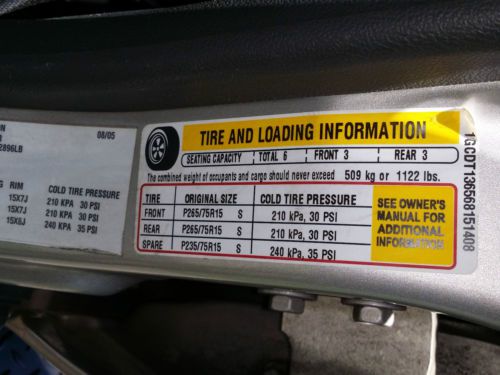 ON
08/05
2896LB
RIM COLD TIRE PRESSURE
15X7J 210 KPA, 30 PSI
15X7J 210 KPA, 30 PSI
15X6J 240 KPA 35 PSI
TIRE AND LOADING INFORMATION
SEATING CAPACITY TOTAL 6 FRONT 3 REAR 3
The combined weight of occupants and cargo should never exceed 509 kg or 1122 lbs.
TIRE ORIGINAL SIZE COLD TIRE PRESSURE
FRONT P265/75R15 S 210 kPa, 30 PSI
REAR P265/75R15 S 210 kPa, 30 PSI
SPARE P235/75R15 S 240 kPa, 35 PSI
SEE OWNER'S
MANUAL FOR
ADDITIONAL
INFORMATION
1GCDT136568151408